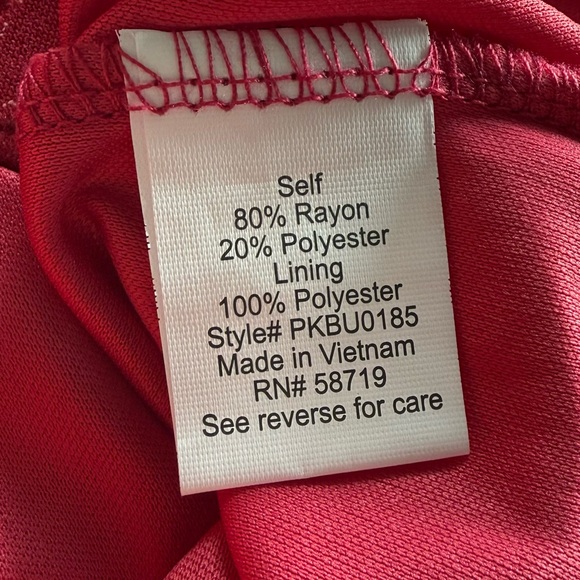 Self
80% Rayon
20% Polyester
Lining
100% Polyester
Style# PKBU0185
Made in Vietnam
RN# 58719
See reverse for care